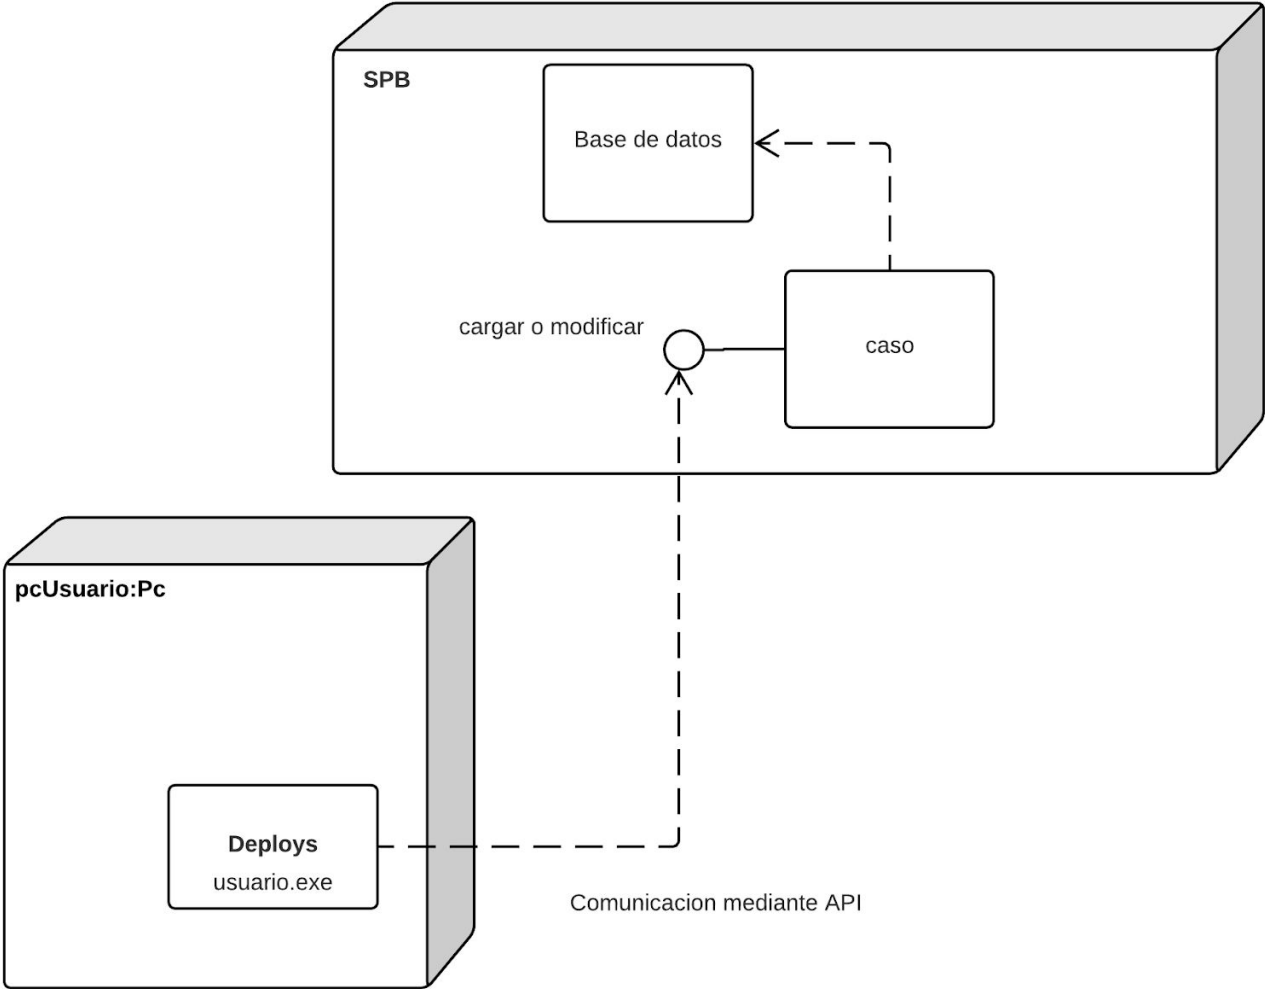 SPB
Base de datos
cargar o modificar
caso
pcUsuario:Pc
Deploys
usuario.exe
Comunicacion mediante API